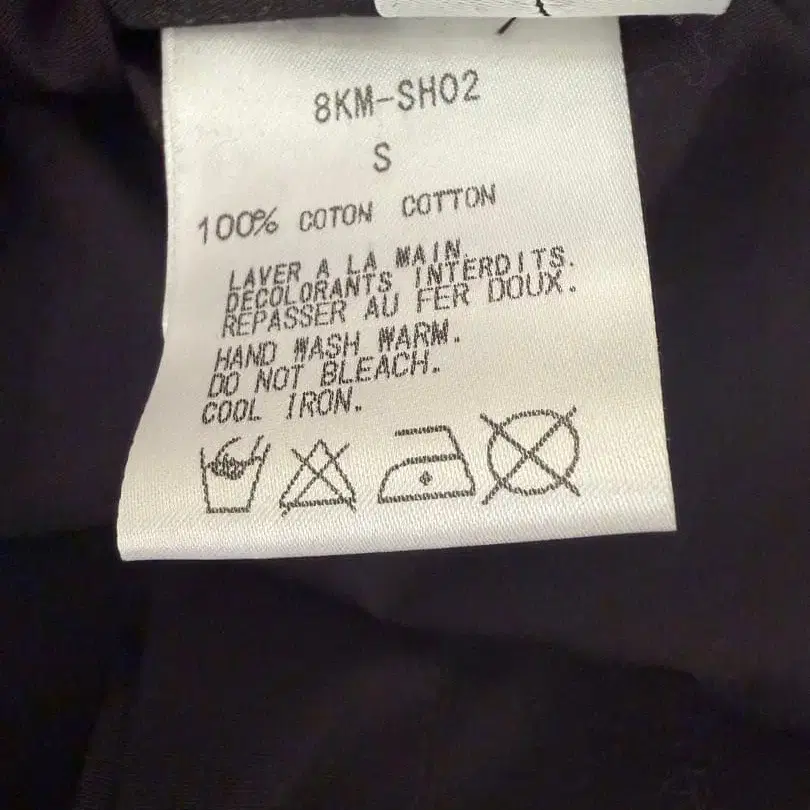 8KM-SH02
S
100% COTON COTTON
LAVER A LA MAIN.
DECOLORANTS INTERDITS.
REPASSER AU FER DOUX.
HAND WASH WARM.
DO NOT BLEACH.
COOL IRON.